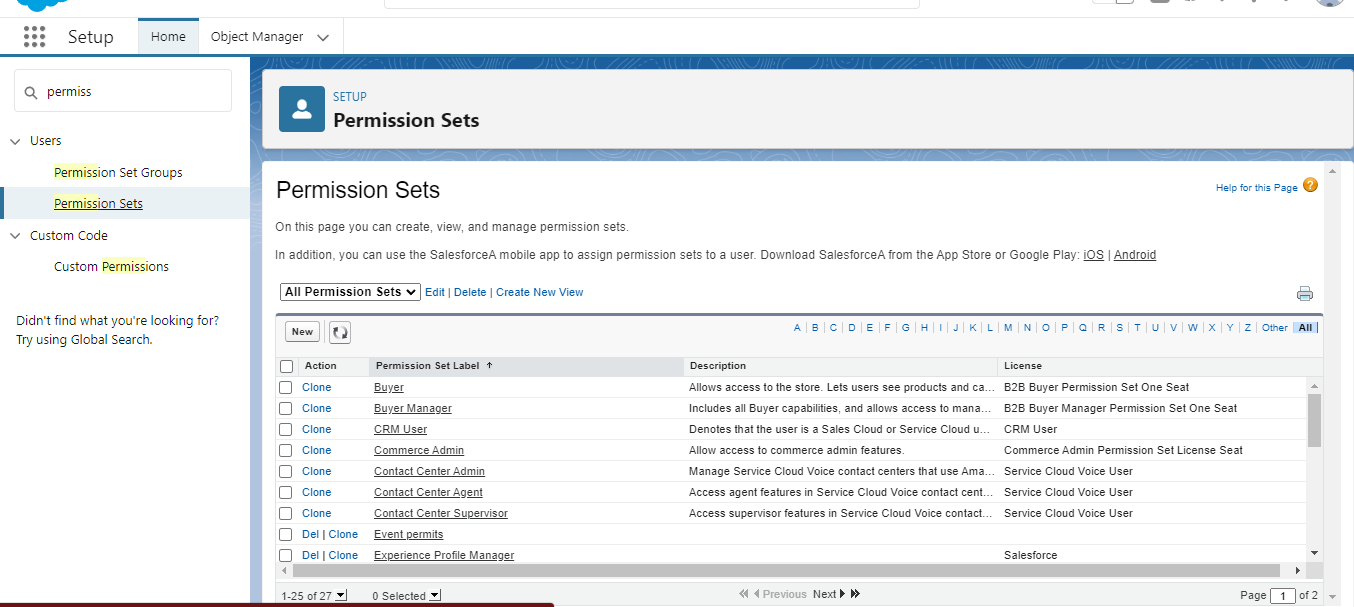 Setup
Home
Object Manager
permiss
Users
Permission Set Groups
Permission Sets
Custom Code
Custom Permissions
Didn't find what you're looking for?
Try using Global Search.
SETUP
Permission Sets
Permission Sets
Help for this Page ?
On this page you can create, view, and manage permission sets.
In addition, you can use the SalesforceA mobile app to assign permission sets to a user. Download SalesforceA from the App Store or Google Play: iOS | Android
All Permission Sets Edit | Delete | Create New View
New A | B | C | D | E | F | G | H | I | J | K | L | M | N | O | P | Q | R | S | T | U | V | W | X | Y | Z | Other | All
Action Permission Set Label ↑ Description License
Clone Buyer Allows access to the store. Lets users see products and ca... B2B Buyer Permission Set One Seat
Clone Buyer Manager Includes all Buyer capabilities, and allows access to mana... B2B Buyer Manager Permission Set One Seat
Clone CRM User Denotes that the user is a Sales Cloud or Service Cloud u... CRM User
Clone Commerce Admin Allow access to commerce admin features. Commerce Admin Permission Set License Seat
Clone Contact Center Admin Manage Service Cloud Voice contact centers that use Ama... Service Cloud Voice User
Clone Contact Center Agent Access agent features in Service Cloud Voice contact cent... Service Cloud Voice User
Clone Contact Center Supervisor Access supervisor features in Service Cloud Voice contact... Service Cloud Voice User
Del | Clone Event permits
Del | Clone Experience Profile Manager Salesforce
1-25 of 27 0 Selected Previous Next Page 1 of 2